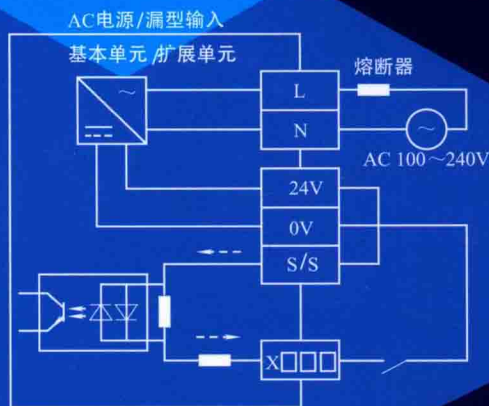 AC电源/漏型输入
基本单元/扩展单元
熔断器
L
N
AC 100～240V
24V
0V
S/S
X□□□